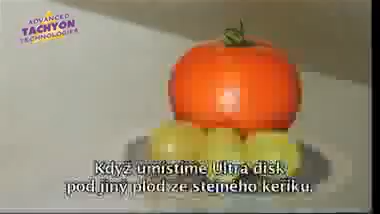 ADVANCED
TACHYON
TECHNOLOGIES
Když umístíme Ultra disk
pod jiný plod ze stejného keříku.